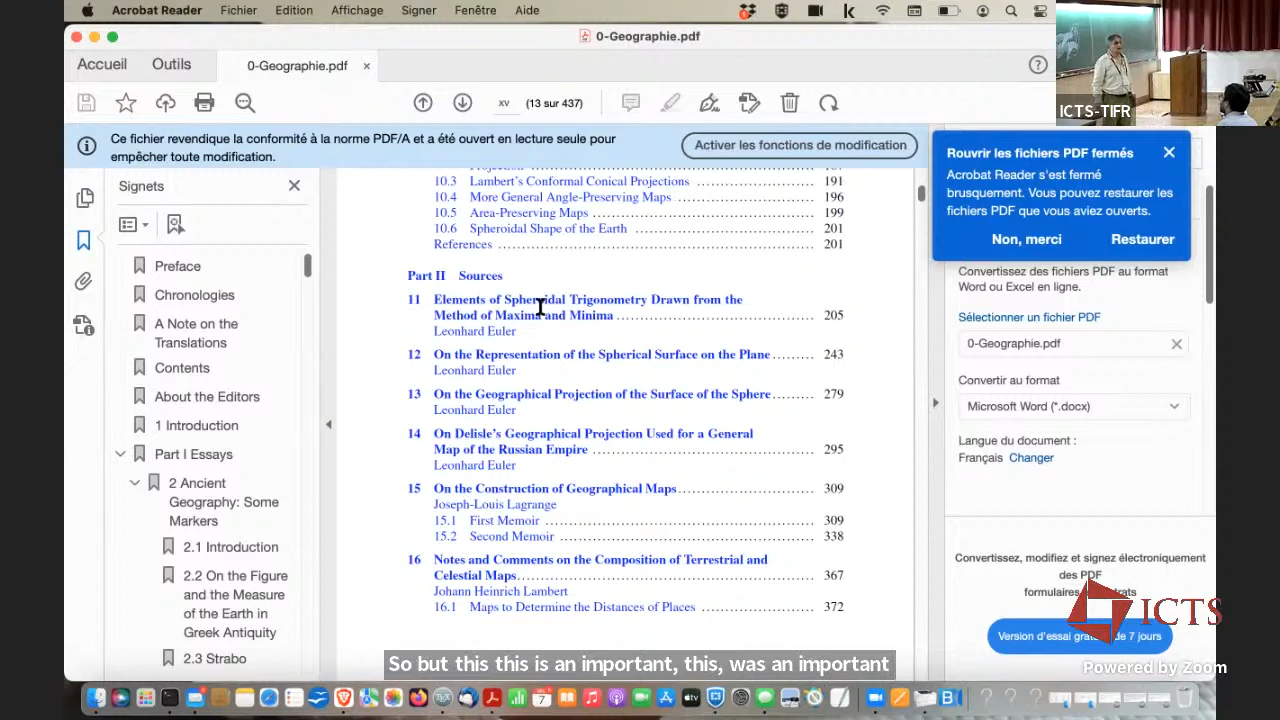 Acrobat Reader Fichier Edition Affichage Signer Fenêtre Aide
0-Geographie.pdf
Accueil Outils 0-Geographie.pdf ×
xv (13 sur 437)
ICTS-TIFR
Ce fichier revendique la conformité à la norme PDF/A et a été ouvert en lecture seule pour
empêcher toute modification.
Activer les fonctions de modification
Rouvrir les fichiers PDF fermés
Acrobat Reader s'est fermé
brusquement. Vous pouvez restaurer les
fichiers PDF que vous aviez ouverts.
Non, merci Restaurer
Signets
Preface
Chronologies
A Note on the
Translations
Contents
About the Editors
1 Introduction
Part I Essays
2 Ancient
Geography: Some
Markers
2.1 Introduction
2.2 On the Figure
and the Measure
of the Earth in
Greek Antiquity
2.3 Strabo
10.3 Lambert's Conformal Conical Projections 191
10.4 More General Angle-Preserving Maps 196
10.5 Area-Preserving Maps 199
10.6 Spheroidal Shape of the Earth 201
References 201
Part II Sources
11 Elements of Spheroidal Trigonometry Drawn from the
Method of Maxima and Minima 205
Leonhard Euler
12 On the Representation of the Spherical Surface on the Plane 243
Leonhard Euler
13 On the Geographical Projection of the Surface of the Sphere 279
Leonhard Euler
14 On Delisle's Geographical Projection Used for a General
Map of the Russian Empire 295
Leonhard Euler
15 On the Construction of Geographical Maps 309
Joseph-Louis Lagrange
15.1 First Memoir 309
15.2 Second Memoir 338
16 Notes and Comments on the Composition of Terrestrial and
Celestial Maps 367
Johann Heinrich Lambert
16.1 Maps to Determine the Distances of Places 372
Convertissez des fichiers PDF au format
Word ou Excel en ligne.
Sélectionner un fichier PDF
0-Geographie.pdf
Convertir au format
Microsoft Word (*.docx)
Langue du document :
Français Changer
Convertissez, modifiez et signez électroniquement
des PDF
Version d'essai de 7 jours
ICTS
Powered by Zoom
So but this this is an important, this, was an important